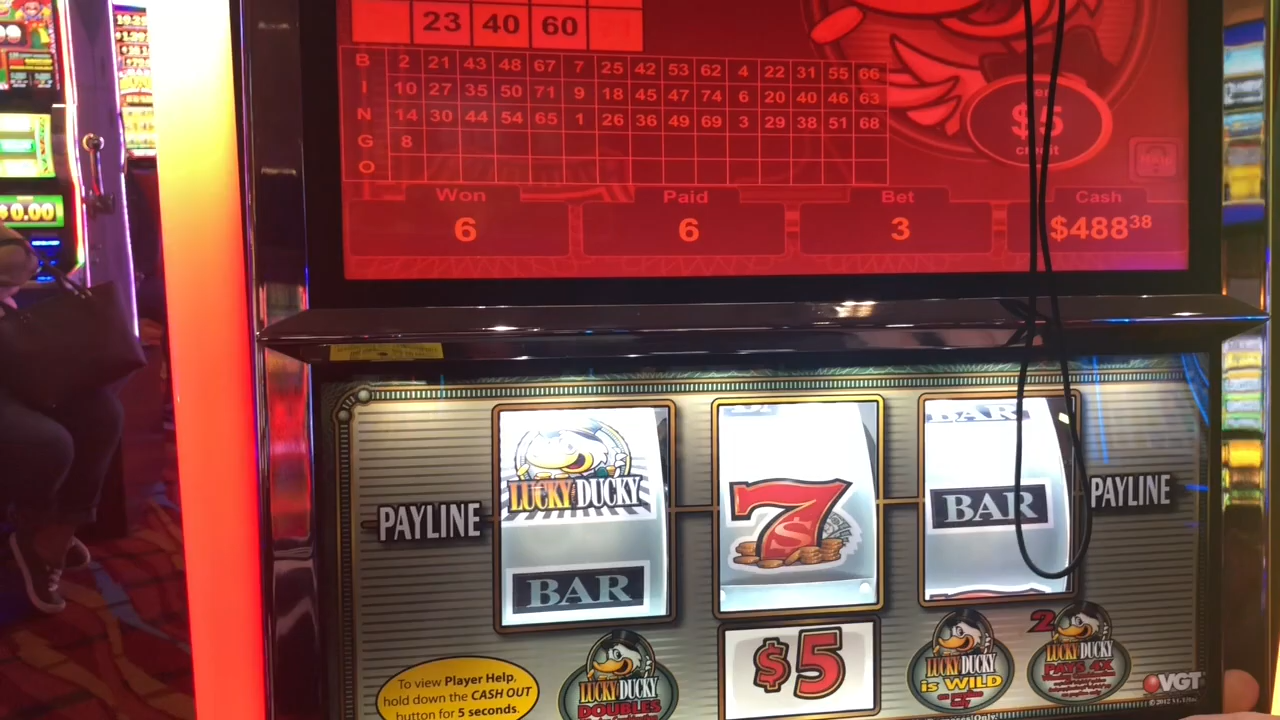 23 40 60
B 2 21 43 48 67 7 25 42 53 62 4 22 31 55 66
I 10 27 35 50 71 9 18 45 47 74 6 20 40 46 63
N 14 30 44 54 65 1 26 36 49 69 3 29 38 51 68
G 8
O
$5
credit
Won Paid Bet Cash
6 6 3 $488.38
$0.00
BAR
LUCKY DUCKY
PAYLINE
7
$
BAR
PAYLINE
BAR
$5
To view Player Help,
hold down the CASH OUT
button for 5 seconds.
LUCKY DUCKY
DOUBLES
LUCKY DUCKY
is WILD
2
LUCKY DUCKY
PAYS 4X
VGT